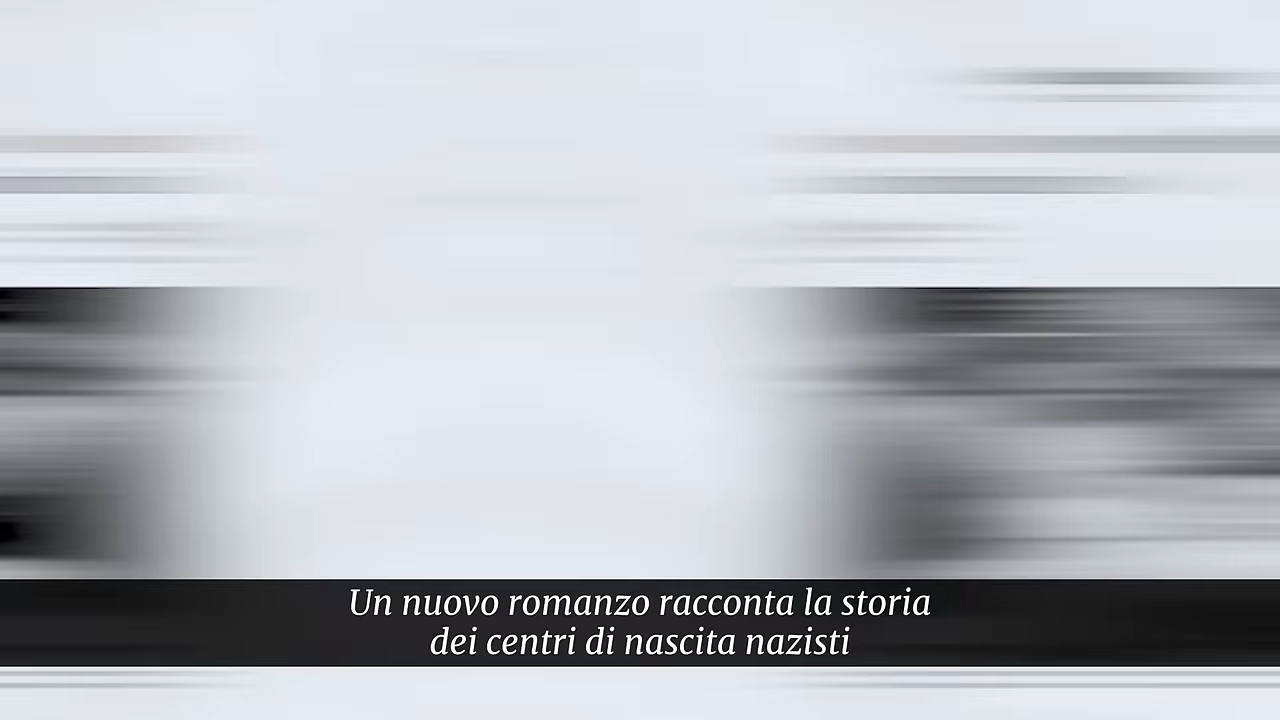 Un nuovo romanzo racconta la storia
dei centri di nascita nazisti